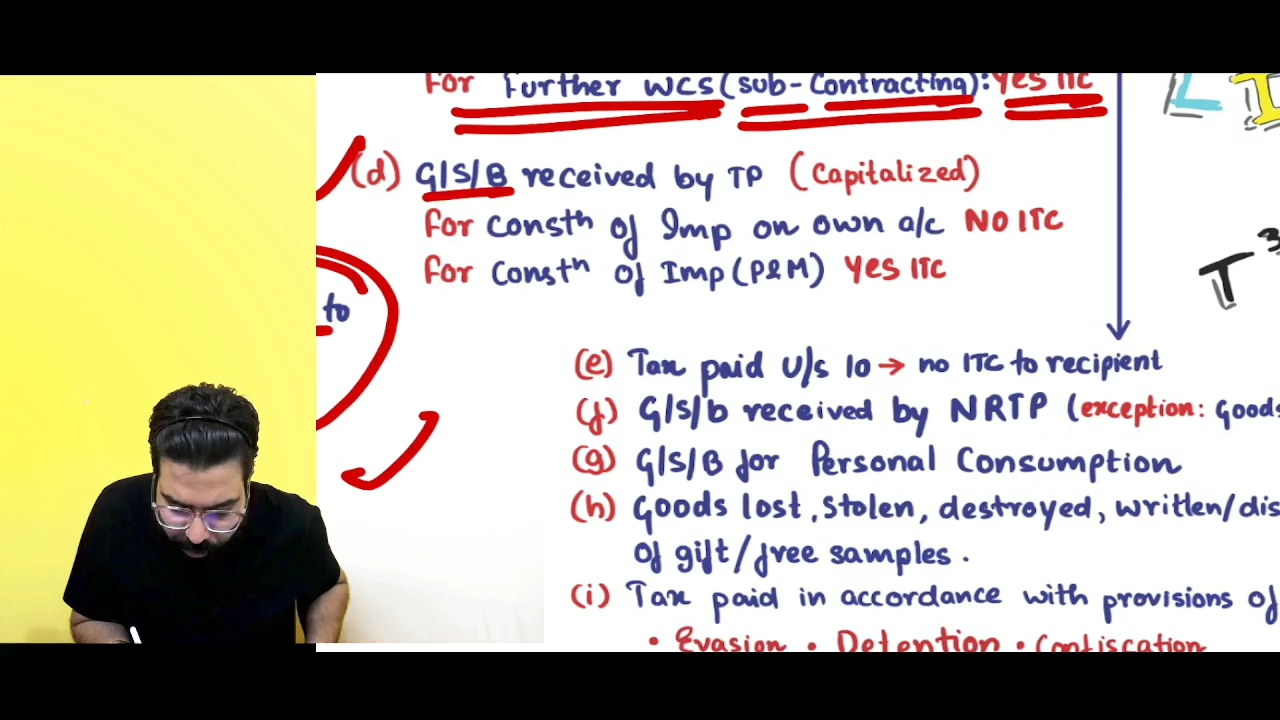 For Further WCS (Sub-Contracting): Yes ITC
(d) G/S/B received by TP (Capitalized)
For Constn of Imp on own a/c NO ITC
For Constn of Imp (P&M) Yes ITC
to
T³
(e) Tax paid U/s 10 → no ITC to recipient
(f) G/S/b received by NRTP (exception: Goods
(g) G/S/B for Personal Consumption
(h) Goods lost, Stolen, destroyed, written/dis
of gift/free samples.
(i) Tax paid in accordance with provisions of
• Evasion • Detention • Confiscation